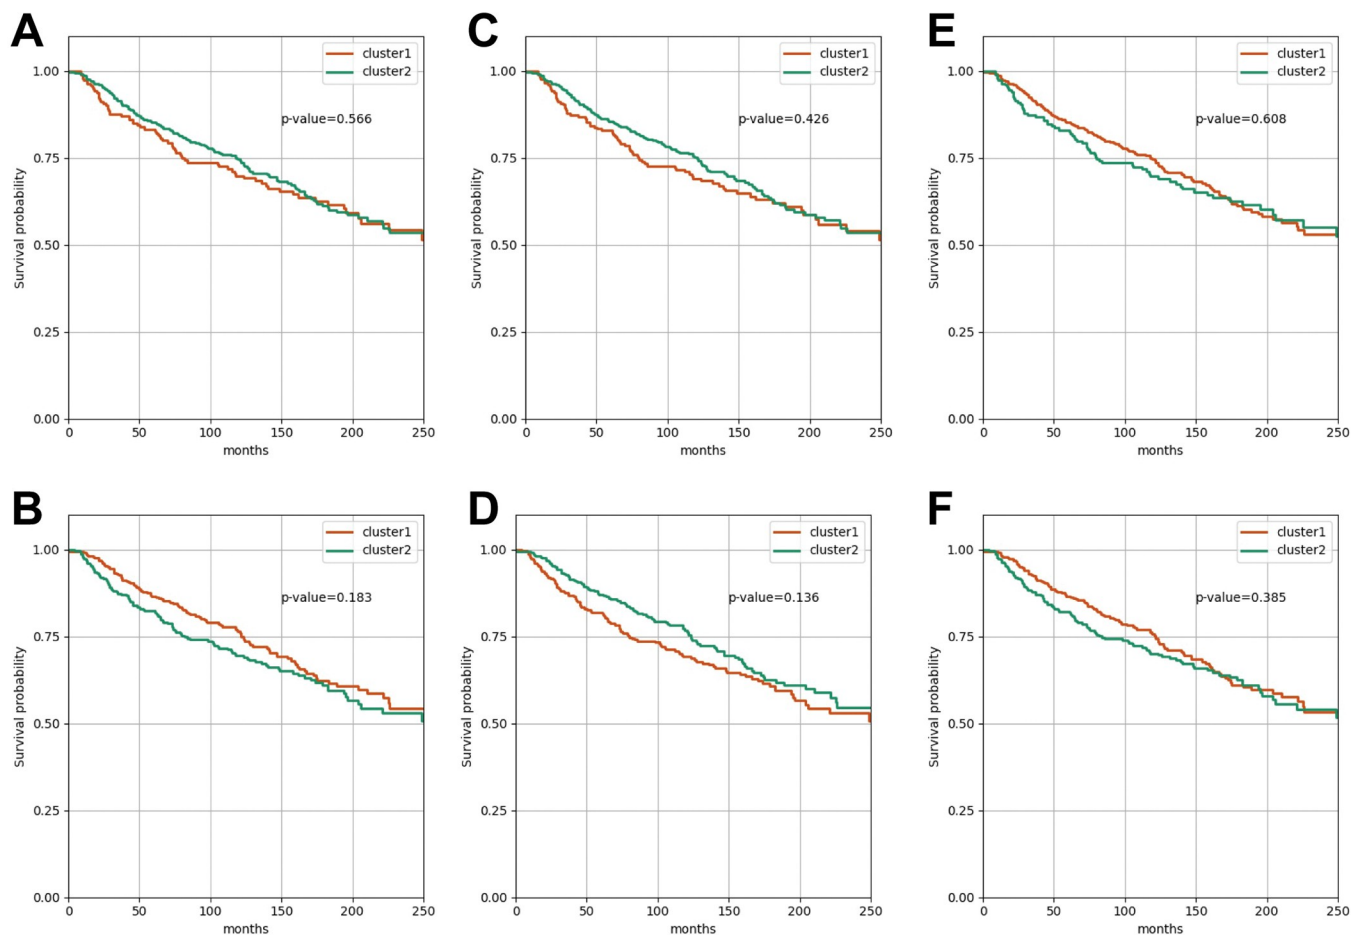 A
cluster1
cluster2
p-value=0.566
1.00
0.75
0.50
0.25
0.00
Survival probability
0 50 100 150 200 250
months
C
cluster1
cluster2
p-value=0.426
1.00
0.75
0.50
0.25
0.00
Survival probability
0 50 100 150 200 250
months
E
cluster1
cluster2
p-value=0.608
1.00
0.75
0.50
0.25
0.00
Survival probability
0 50 100 150 200 250
months
B
cluster1
cluster2
p-value=0.183
1.00
0.75
0.50
0.25
0.00
Survival probability
0 50 100 150 200 250
months
D
cluster1
cluster2
p-value=0.136
1.00
0.75
0.50
0.25
0.00
Survival probability
0 50 100 150 200 250
months
F
cluster1
cluster2
p-value=0.385
1.00
0.75
0.50
0.25
0.00
Survival probability
0 50 100 150 200 250
months